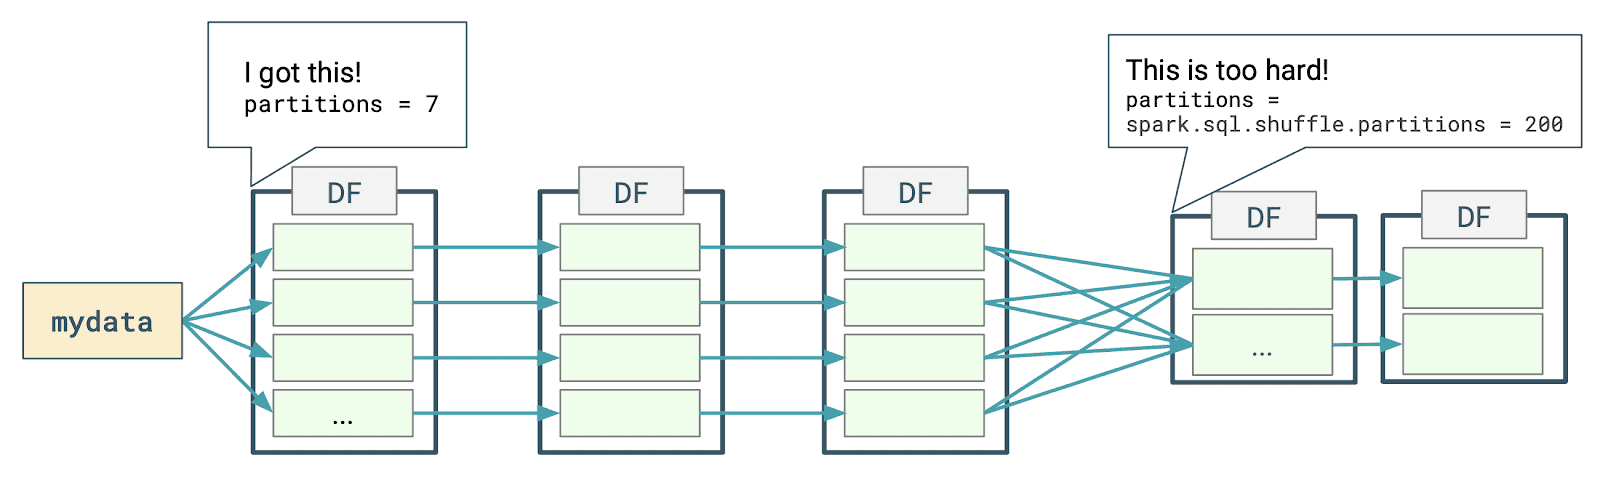 I got this!
partitions = 7
This is too hard!
partitions =
spark.sql.shuffle.partitions = 200
DF
DF
DF
DF
DF
mydata
...
...